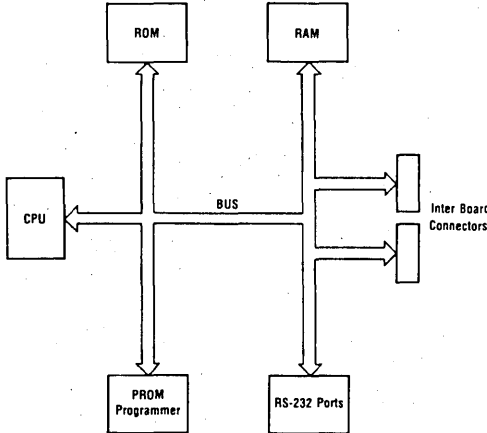 ROM
RAM
CPU
BUS
Inter Board
Connectors
PROM
Programmer
RS-232 Ports